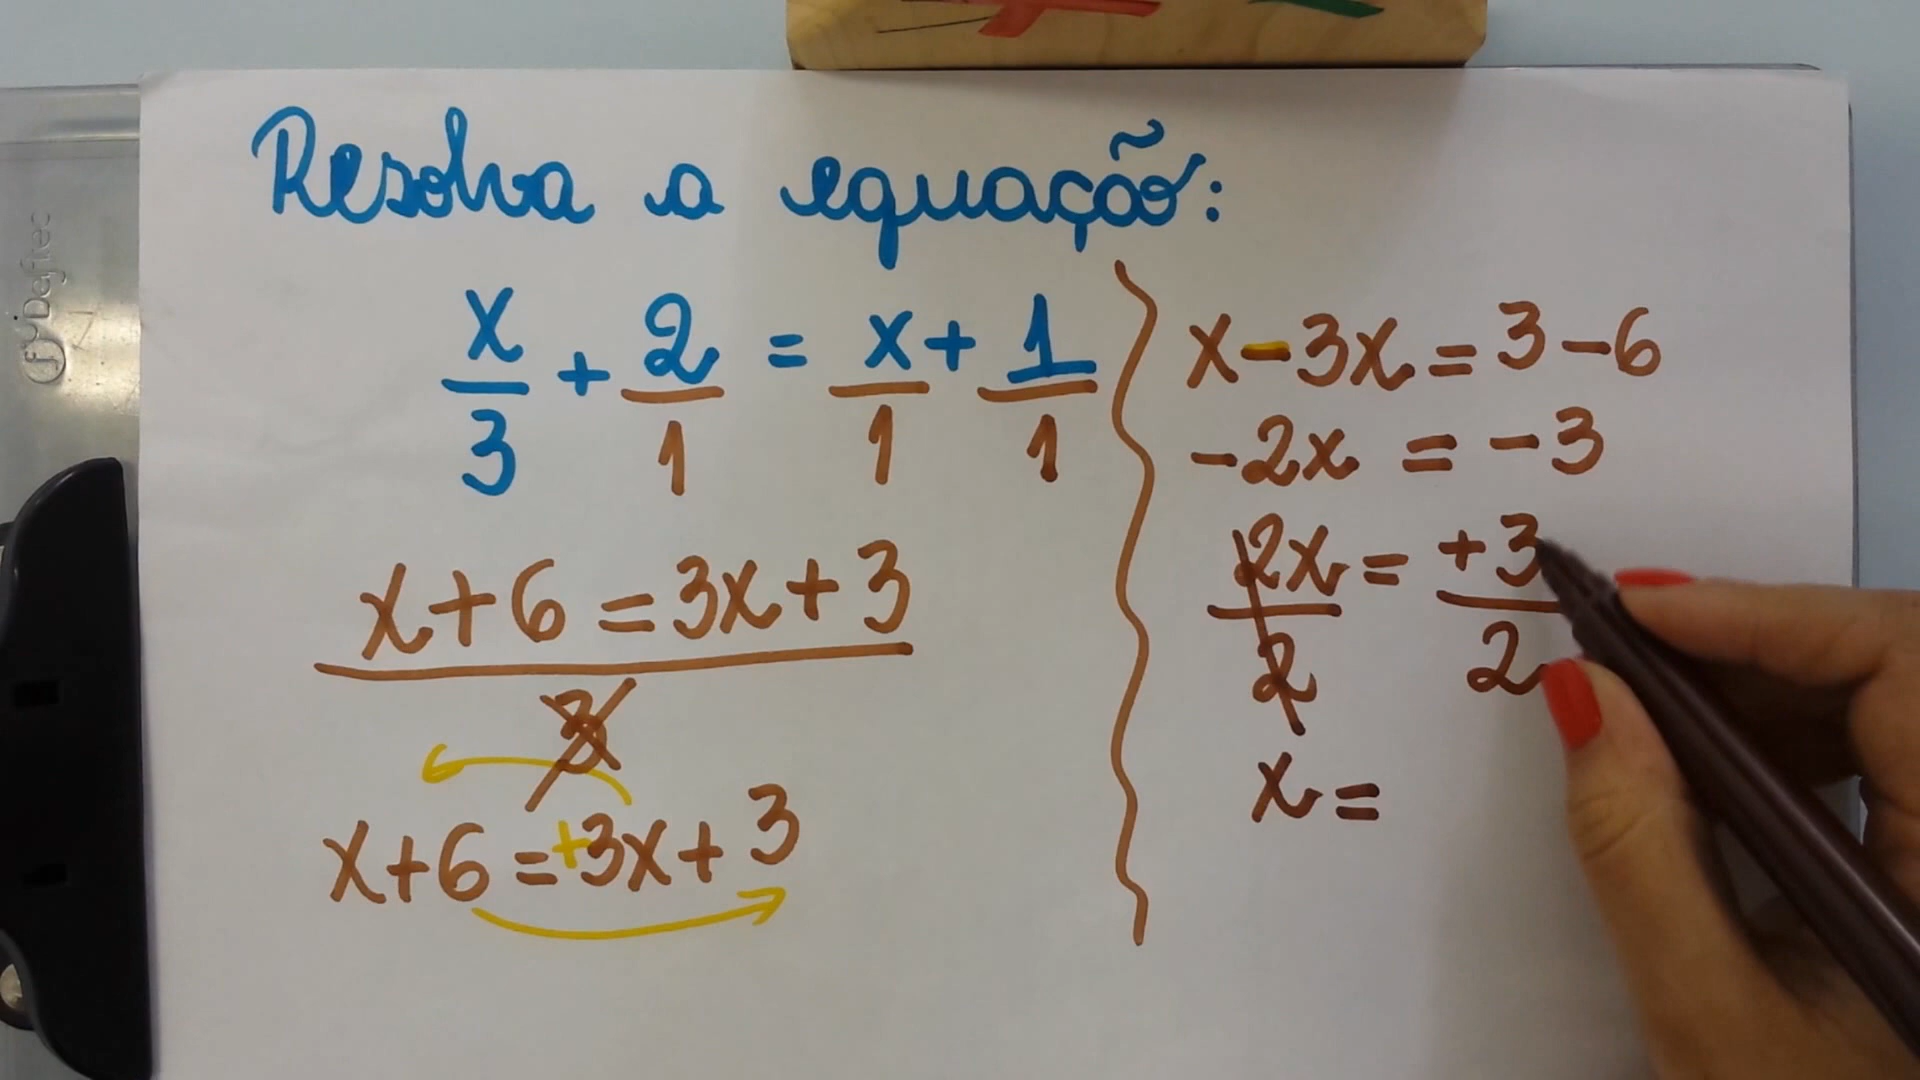 Resolva a equação:
x/3 + 2/1 = x/1 + 1/1
x+6=3x+3
3
x+6=+3x+3
x-3x=3-6
-2x = -3
2x/2 = +3/2
x=
Daftec